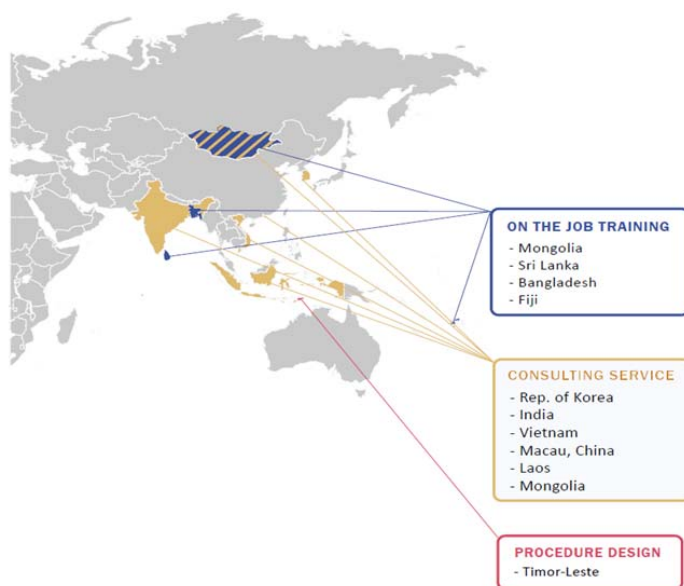 ON THE JOB TRAINING
- Mongolia
- Sri Lanka
- Bangladesh
- Fiji
CONSULTING SERVICE
- Rep. of Korea
- India
- Vietnam
- Macau, China
- Laos
- Mongolia
PROCEDURE DESIGN
- Timor-Leste